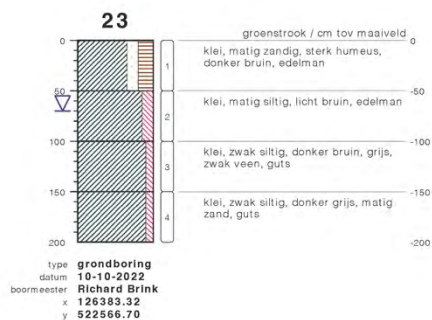 23
groenstrook / cm tov maaiveld
0
0
1
klei, matig zandig, sterk humeus,
donker bruin, edelman
50
-50
2
klei, matig siltig, licht bruin, edelman
100
-100
3
klei, zwak siltig, donker bruin, grijs,
zwak veen, guts
150
-150
4
klei, zwak siltig, donker grijs, matig
zand, guts
200
-200
type grondboring
datum 10-10-2022
boormeester Richard Brink
x 126383.32
y 522566.70